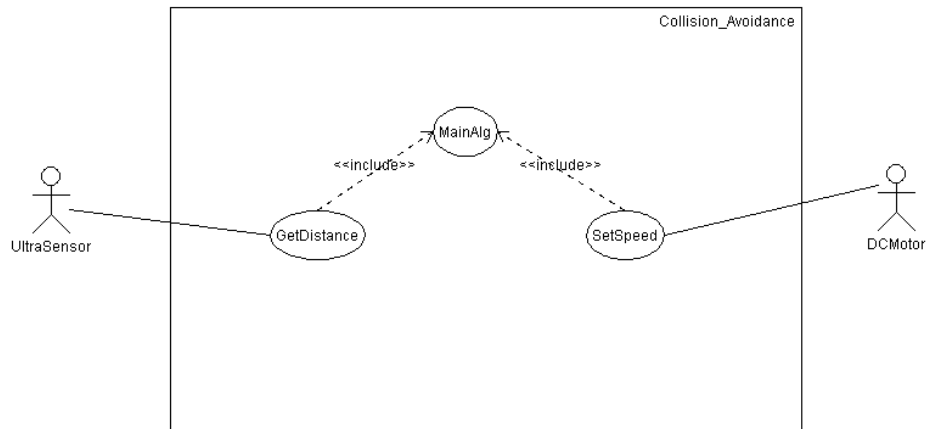 Collision_Avoidance
MainAlg
<<include>>
<<include>>
UltraSensor
GetDistance
SetSpeed
DCMotor